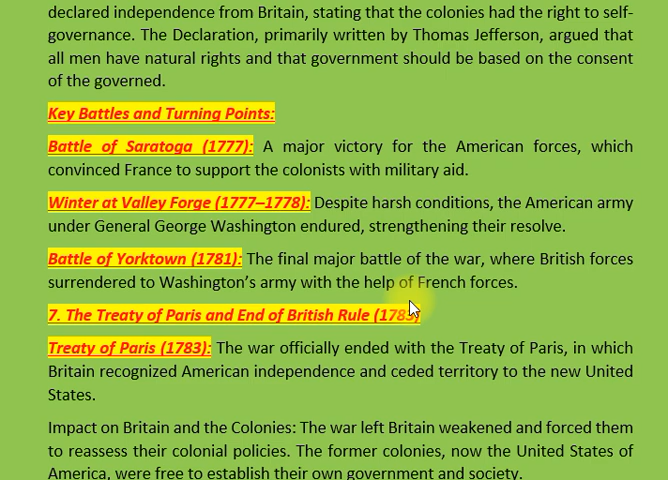 declared independence from Britain, stating that the colonies had the right to self-
governance. The Declaration, primarily written by Thomas Jefferson, argued that
all men have natural rights and that government should be based on the consent
of the governed.
Key Battles and Turning Points:
Battle of Saratoga (1777): A major victory for the American forces, which
convinced France to support the colonists with military aid.
Winter at Valley Forge (1777–1778): Despite harsh conditions, the American army
under General George Washington endured, strengthening their resolve.
Battle of Yorktown (1781): The final major battle of the war, where British forces
surrendered to Washington’s army with the help of French forces.
7. The Treaty of Paris and End of British Rule (1783)
Treaty of Paris (1783): The war officially ended with the Treaty of Paris, in which
Britain recognized American independence and ceded territory to the new United
States.
Impact on Britain and the Colonies: The war left Britain weakened and forced them
to reassess their colonial policies. The former colonies, now the United States of
America, were free to establish their own government and society.